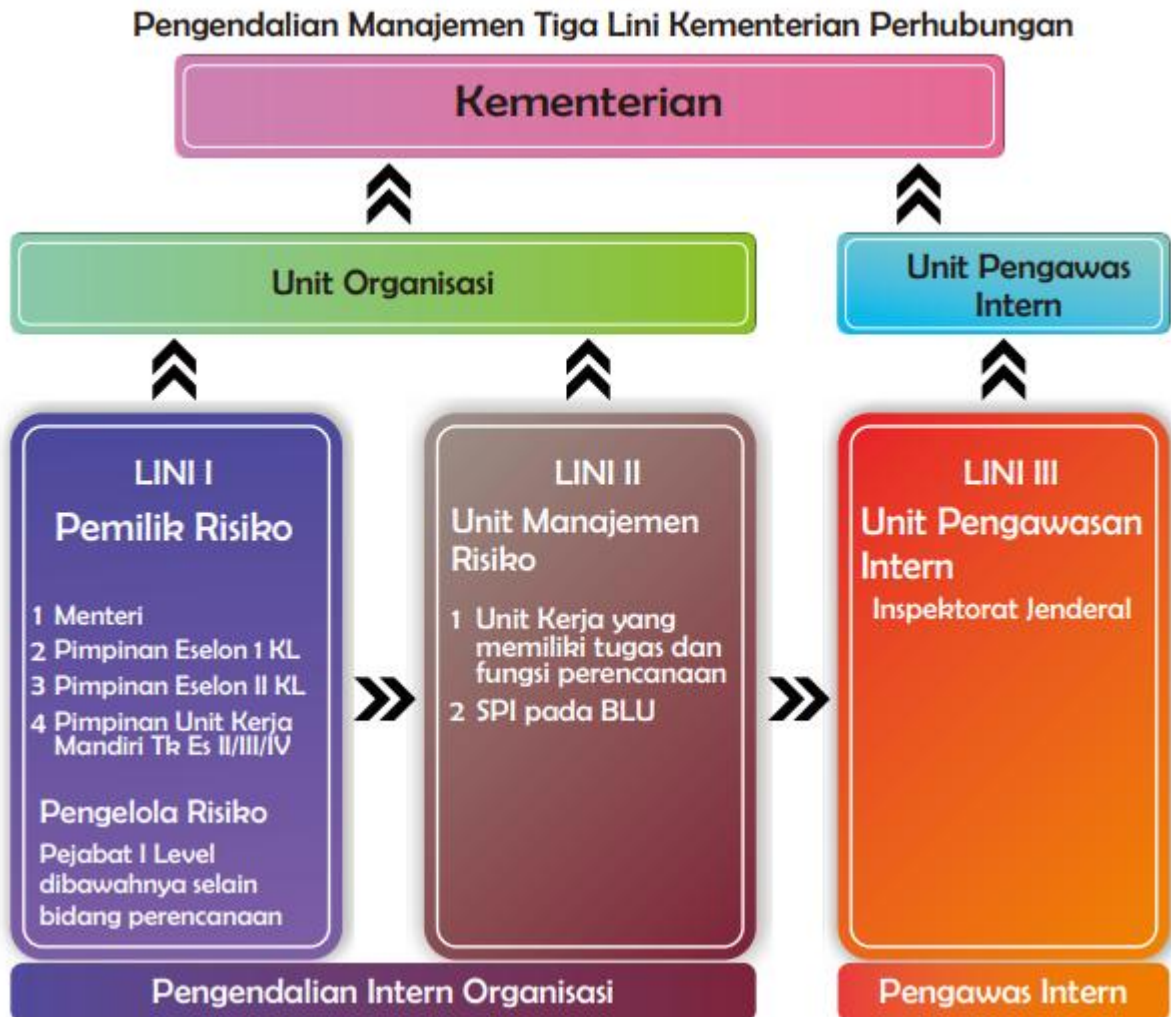 Pengendalian Manajemen Tiga Lini Kementerian Perhubungan
Kementerian
Unit Organisasi
Unit Pengawas
Intern
LINI I
Pemilik Risiko
1 Menteri
2 Pimpinan Eselon 1 KL
3 Pimpinan Eselon II KL
4 Pimpinan Unit Kerja
Mandiri Tk Es II/III/IV
Pengelola Risiko
Pejabat I Level
dibawahnya selain
bidang perencanaan
LINI II
Unit Manajemen
Risiko
1 Unit Kerja yang
memiliki tugas dan
fungsi perencanaan
2 SPI pada BLU
LINI III
Unit Pengawasan
Intern
Inspektorat Jenderal
Pengendalian Intern Organisasi
Pengawas Intern